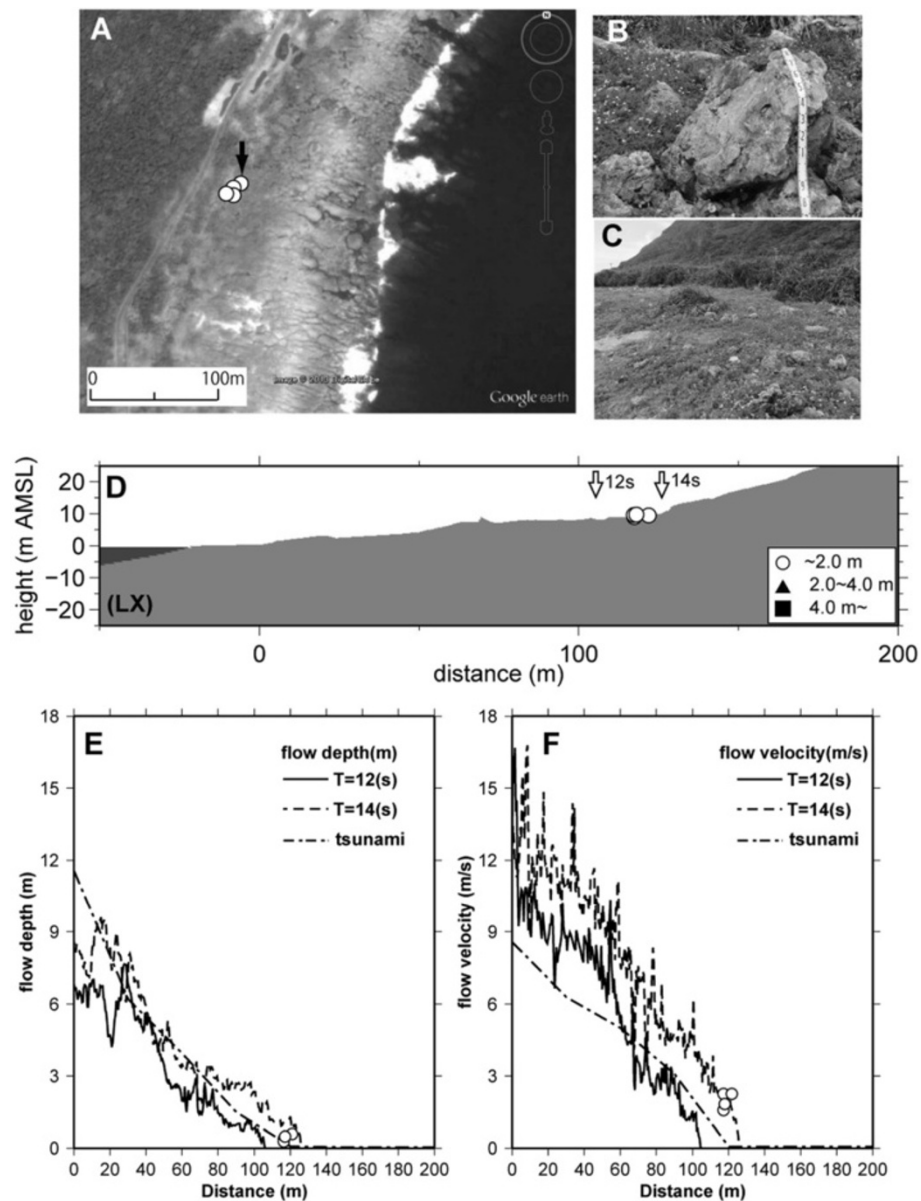 A
N
0 100m
Google earth
B
C
D
12s 14s
20
10
0
−10
−20
height (m AMSL)
(LX)
~2.0 m
2.0~4.0 m
4.0 m~
0 100 200
distance (m)
E
18
15
12
9
6
3
0
flow depth (m)
flow depth(m)
T=12(s)
T=14(s)
tsunami
0 20 40 60 80 100 120 140 160 180 200
Distance (m)
F
18
15
12
9
6
3
0
flow velocity (m/s)
flow velocity(m/s)
T=12(s)
T=14(s)
tsunami
0 20 40 60 80 100 120 140 160 180 200
Distance (m)